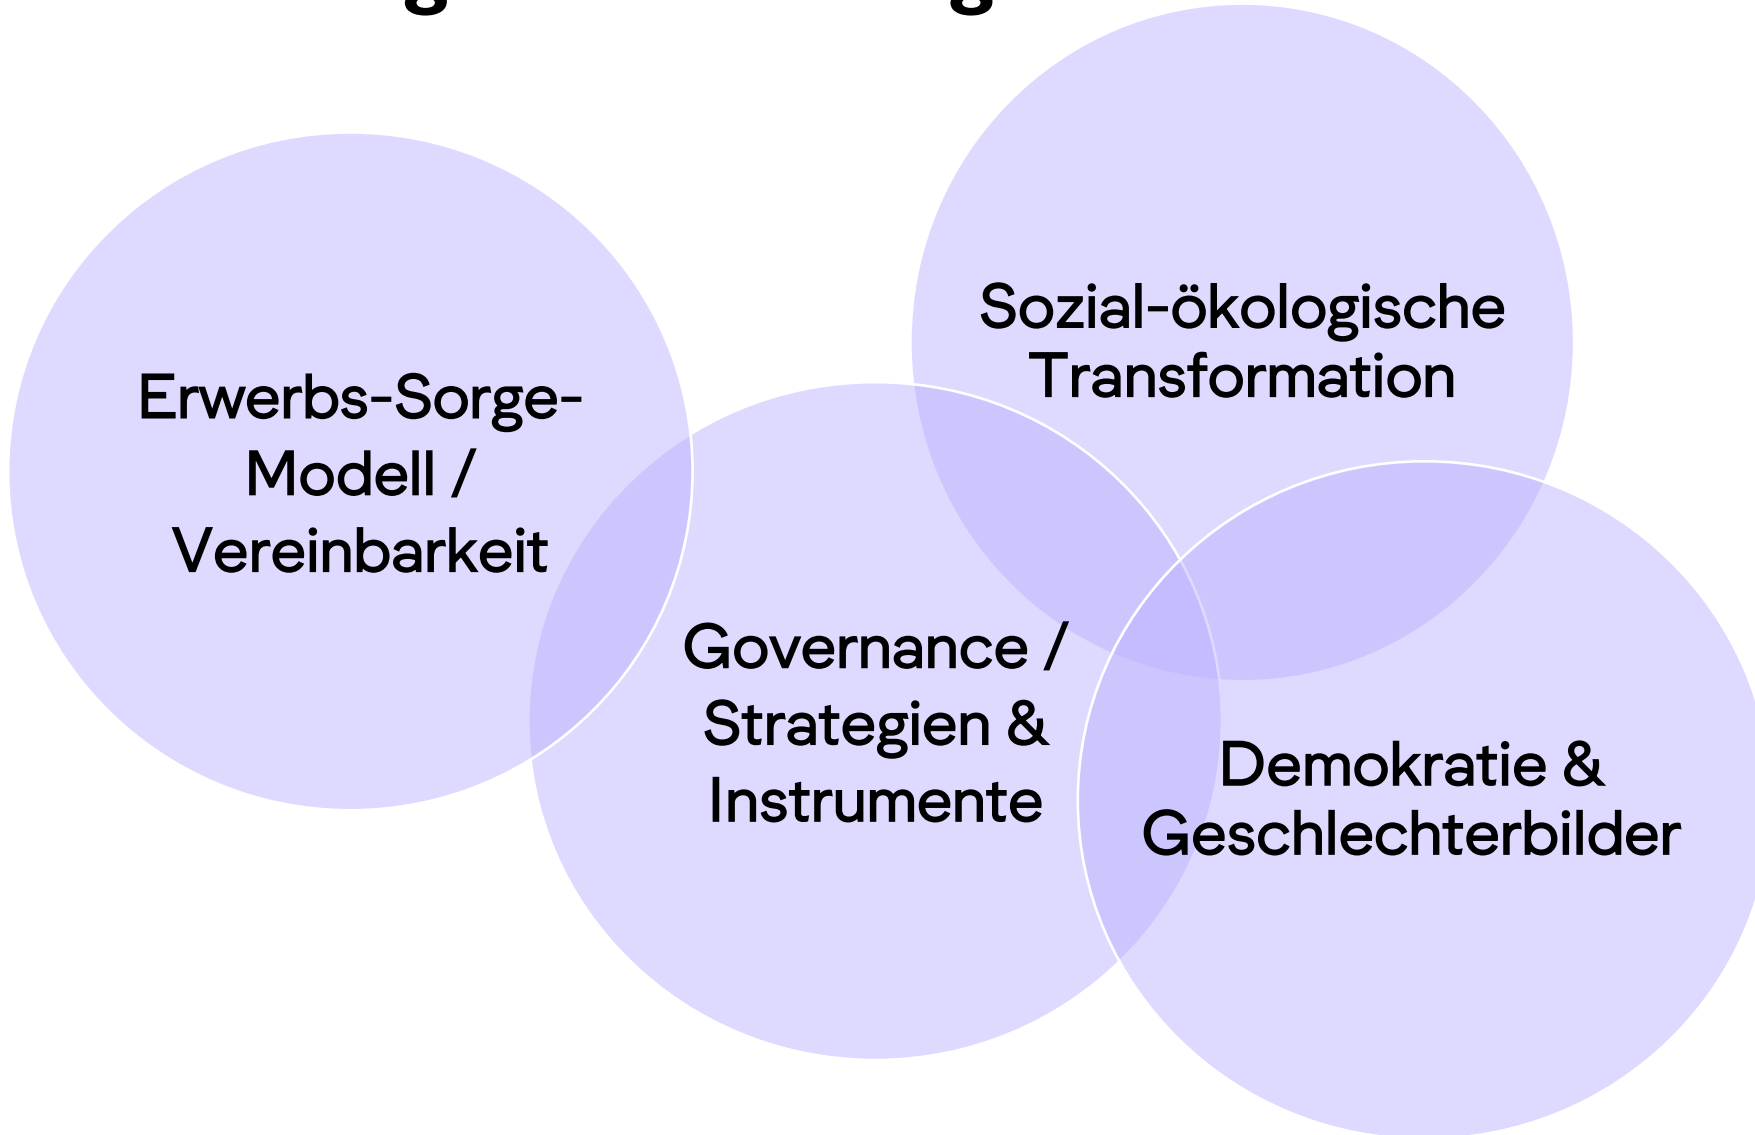 Erwerbs-Sorge-
Modell /
Vereinbarkeit
Sozial-ökologische
Transformation
Governance /
Strategien &
Instrumente
Demokratie &
Geschlechterbilder